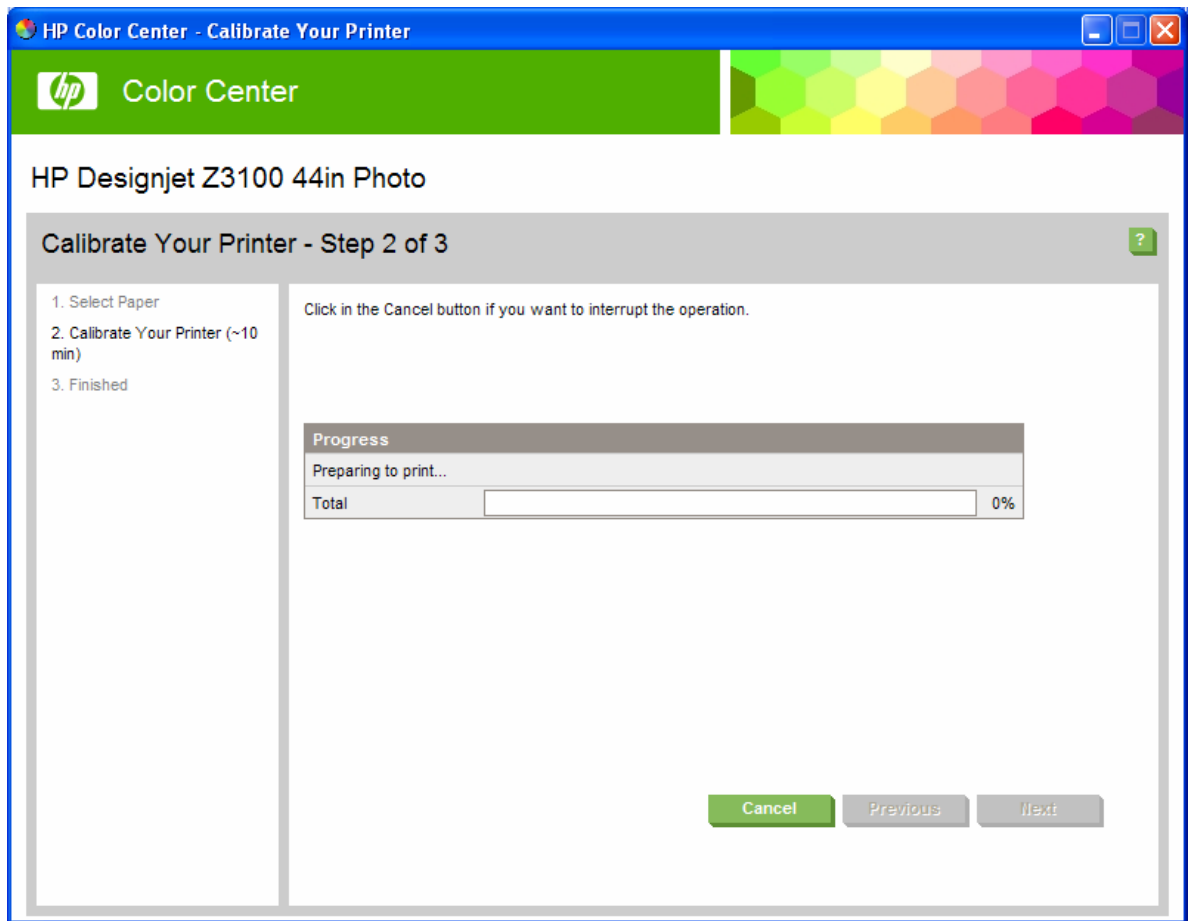 HP Color Center - Calibrate Your Printer
hp Color Center
HP Designjet Z3100 44in Photo
Calibrate Your Printer - Step 2 of 3
?
1. Select Paper
2. Calibrate Your Printer (~10
min)
3. Finished
Click in the Cancel button if you want to interrupt the operation.
Progress
Preparing to print...
Total 0%
Cancel Previous Next